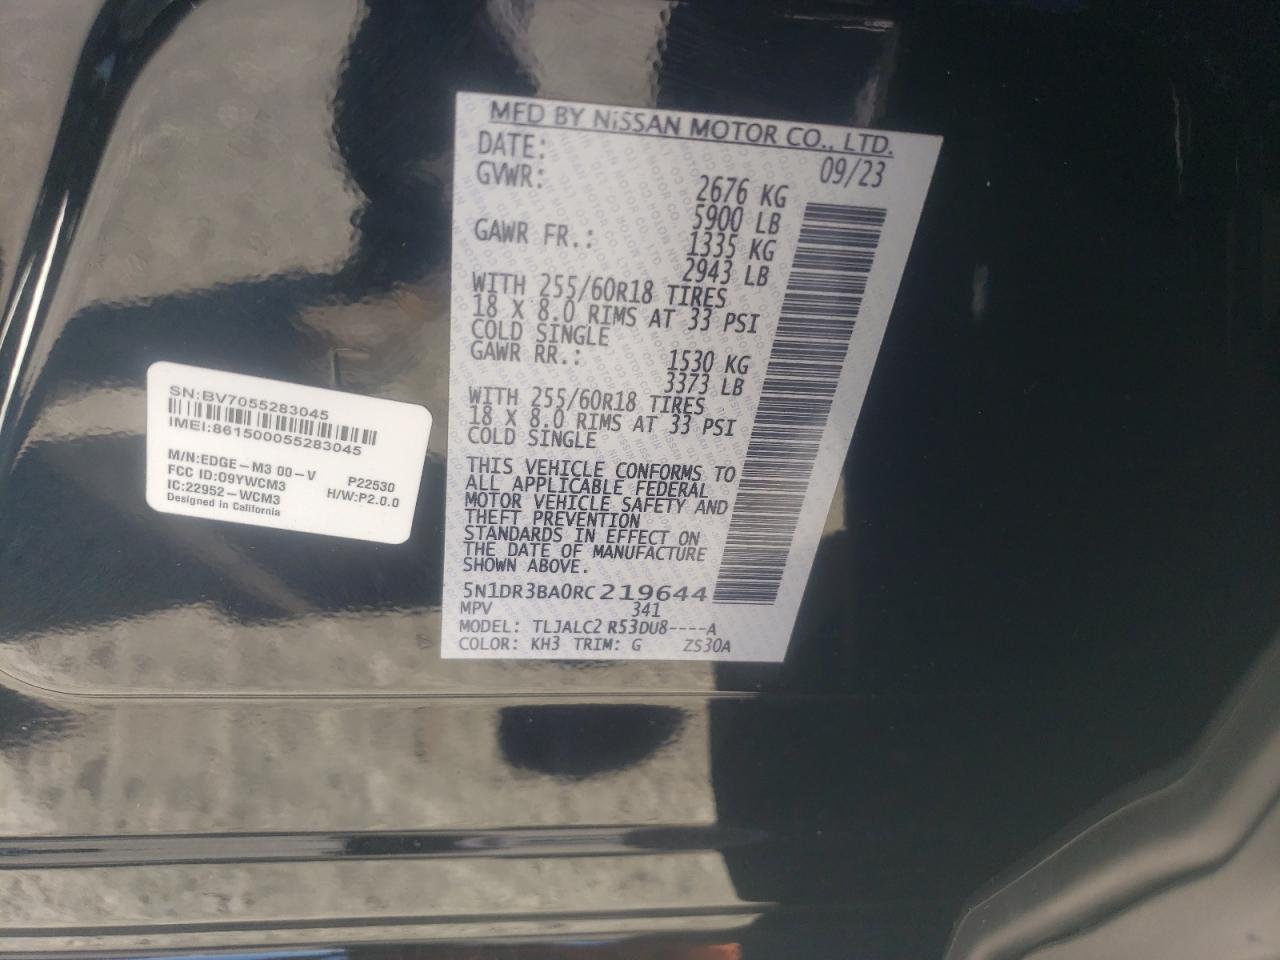 MFD BY NiSSAN MOTOR CO., LTD.
DATE: 09/23
GVWR: 2676 KG
5900 LB
GAWR FR.: 1335 KG
2943 LB
WITH 255/60R18 TIRES
18 X 8.0 RIMS AT 33 PSI
COLD SINGLE
GAWR RR.: 1530 KG
3373 LB
WITH 255/60R18 TIRES
18 X 8.0 RIMS AT 33 PSI
COLD SINGLE
THIS VEHICLE CONFORMS TO
ALL APPLICABLE FEDERAL
MOTOR VEHICLE SAFETY AND
THEFT PREVENTION
STANDARDS IN EFFECT ON
THE DATE OF MANUFACTURE
SHOWN ABOVE.
5N1DR3BA0RC219644
MPV 341
MODEL: TLJALC2 R53DU8----A
COLOR: KH3 TRIM: G ZS30A
SN:BV7055283045
IMEI:861500055283045
M/N:EDGE-M3 00-V P22530
FCC ID:O9YWCM3 H/W:P2.0.0
IC:22952-WCM3
Designed in California